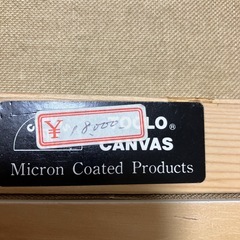 ¥ 18,000
CANVAS
Micron Coated Products